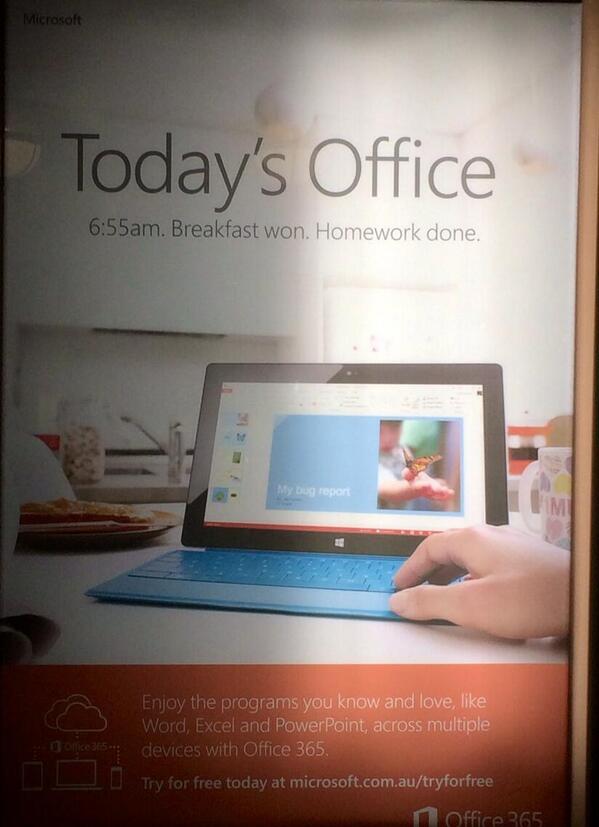 Microsoft
Today's Office
6:55am. Breakfast won. Homework done.
My bug report
Enjoy the programs you know and love, like
Word, Excel and PowerPoint, across multiple
devices with Office 365.
Office 365
Try for free today at microsoft.com.au/tryforfree
Office 365